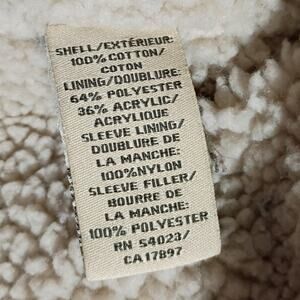 SHELL/EXTÉRIEUR:
100% COTTON/
COTON
LINING/DOUBLURE:
64% POLYESTER
36% ACRYLIC/
ACRYLIQUE
SLEEVE LINING/
DOUBLURE DE
LA MANCHE:
100%NYLON
SLEEVE FILLER/
BOURRE DE
LA MANCHE:
100% POLYESTER
RN 54023/
CA17897